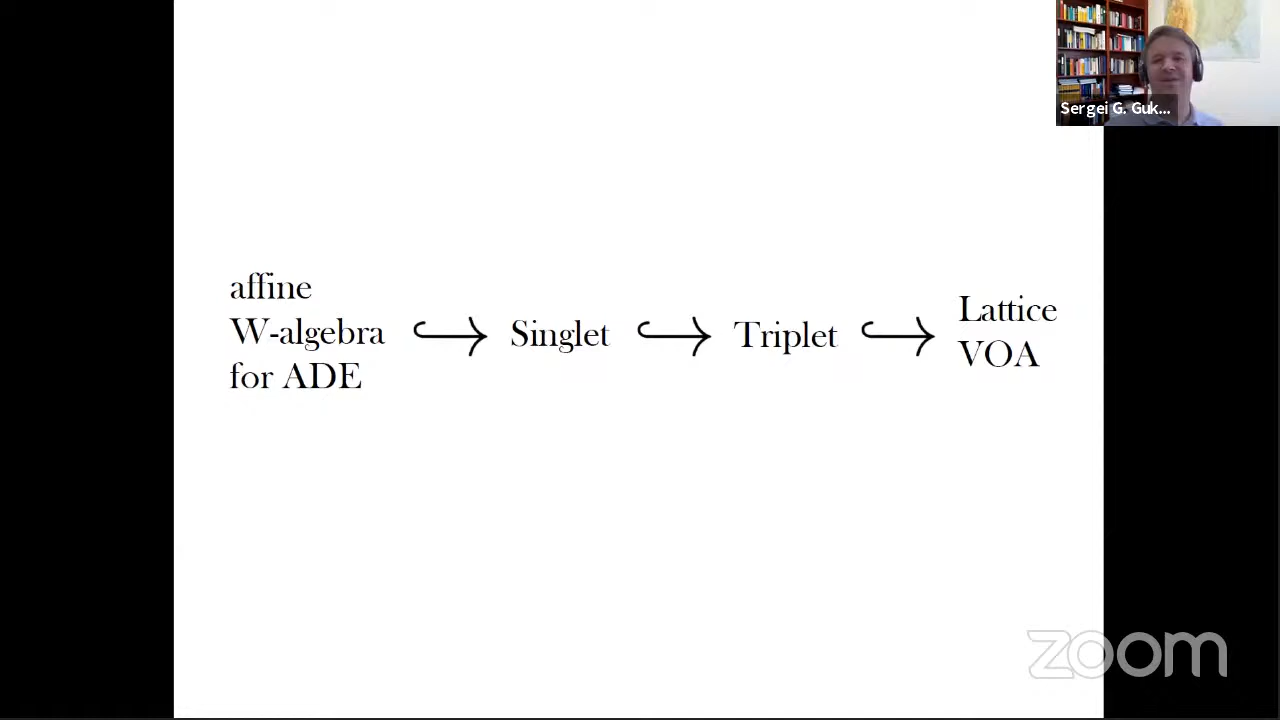 Sergei G. Guk...
affine
W-algebra
for ADE
Singlet
Triplet
Lattice
VOA
zoom